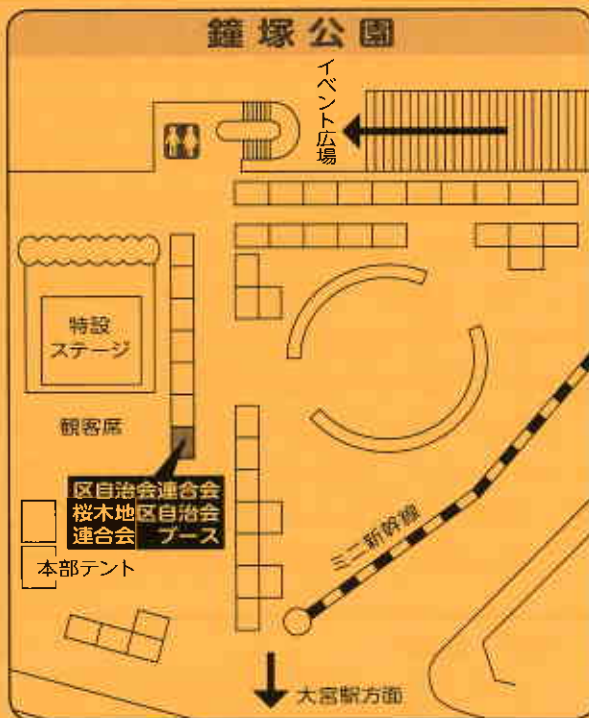 鐘塚公園
イベント広場
特設
ステージ
観客席
区自治会連合会
桜木地区自治会
連合会 ブース
本部テント
ミニ新幹線
大宮駅方面